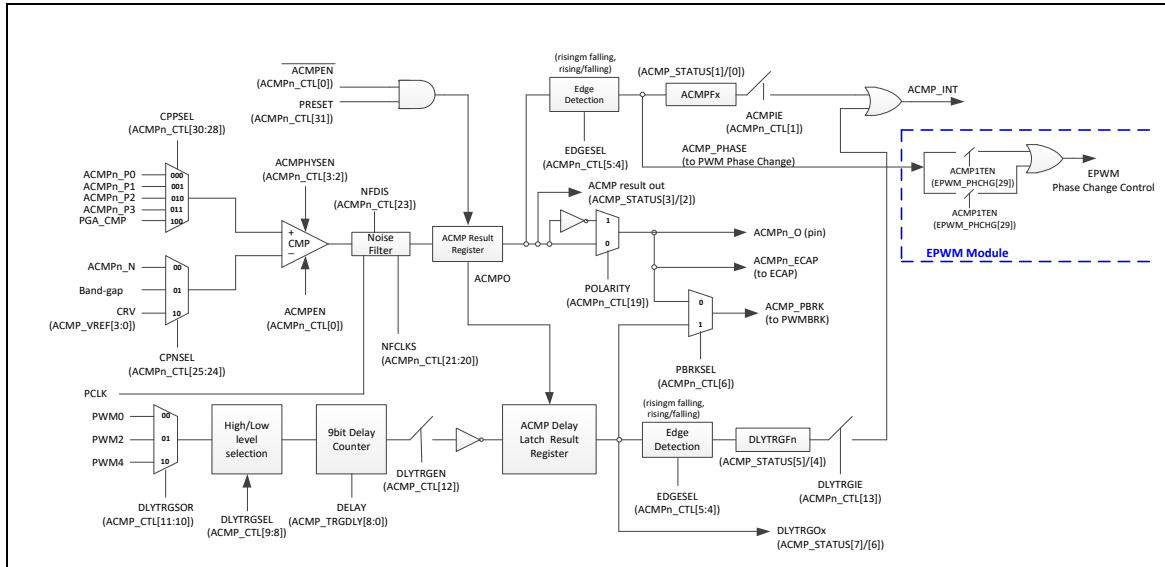 ACMPEN
(ACMPn_CTL[0])
PRESET
(ACMPn_CTL[31])
(risingm falling,
rising/falling)
Edge
Detection
EDGESEL
(ACMPn_CTL[5:4])
(ACMP_STATUS[1]/[0])
ACMPFx
ACMPIE
(ACMPn_CTL[1])
ACMP_INT
ACMP_PHASE
(to PWM Phase Change)
ACMP1TEN
(EPWM_PHCHG[29])
ACMP1TEN
(EPWM_PHCHG[29])
EPWM
Phase Change Control
EPWM Module
CPPSEL
(ACMPn_CTL[30:28])
ACMPn_P0
ACMPn_P1
ACMPn_P2
ACMPn_P3
PGA_CMP
000
001
010
011
100
ACMPHYSEN
(ACMPn_CTL[3:2])
NFDIS
(ACMPn_CTL[23])
+
CMP
−
Noise
Filter
ACMP Result
Register
ACMPO
ACMP result out
(ACMP_STATUS[3]/[2])
1
0
ACMPn_O (pin)
POLARITY
(ACMPn_CTL[19])
ACMPn_ECAP
(to ECAP)
0
1
ACMP_PBRK
(to PWMBRK)
PBRKSEL
(ACMPn_CTL[6])
ACMPn_N
Band-gap
CRV
(ACMP_VREF[3:0])
00
01
10
CPNSEL
(ACMPn_CTL[25:24])
ACMPEN
(ACMPn_CTL[0])
NFCLKS
(ACMPn_CTL[21:20])
PCLK
PWM0
PWM2
PWM4
00
01
10
DLYTRGSOR
(ACMP_CTL[11:10])
High/Low
level
selection
DLYTRGSEL
(ACMP_CTL[9:8])
9bit Delay
Counter
DELAY
(ACMP_TRGDLY[8:0])
DLYTRGEN
(ACMP_CTL[12])
ACMP Delay
Latch Result
Register
(risingm falling,
rising/falling)
Edge
Detection
EDGESEL
(ACMPn_CTL[5:4])
DLYTRGFn
(ACMP_STATUS[5]/[4])
DLYTRGIE
(ACMPn_CTL[13])
DLYTRGOx
(ACMP_STATUS[7]/[6])